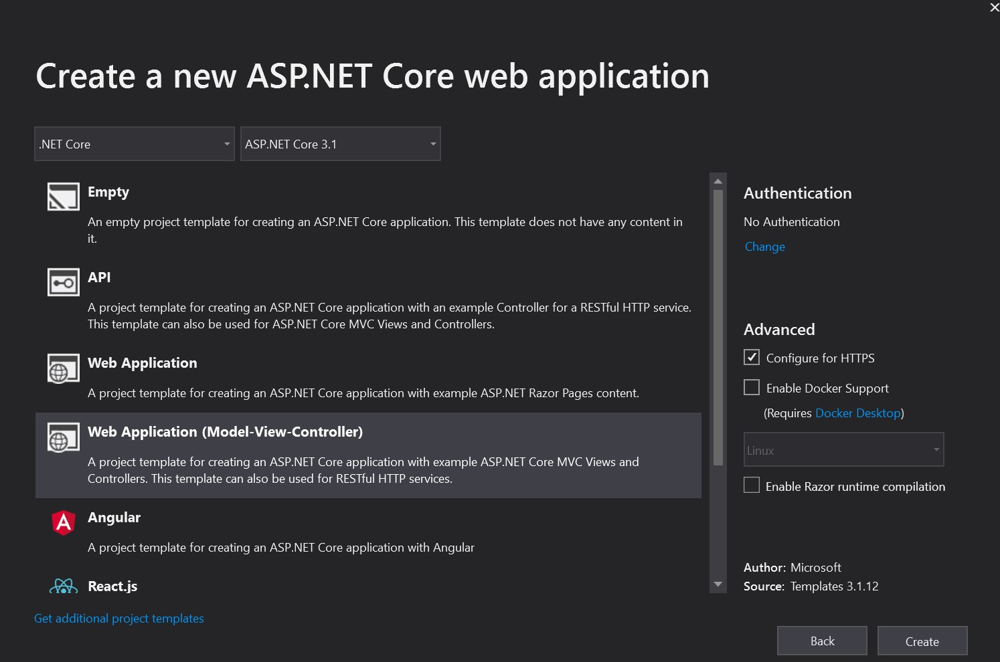 Create a new ASP.NET Core web application
.NET Core
ASP.NET Core 3.1
Empty
An empty project template for creating an ASP.NET Core application. This template does not have any content in
it.
API
A project template for creating an ASP.NET Core application with an example Controller for a RESTful HTTP service.
This template can also be used for ASP.NET Core MVC Views and Controllers.
Web Application
A project template for creating an ASP.NET Core application with example ASP.NET Razor Pages content.
Web Application (Model-View-Controller)
A project template for creating an ASP.NET Core application with example ASP.NET Core MVC Views and
Controllers. This template can also be used for RESTful HTTP services.
Angular
A project template for creating an ASP.NET Core application with Angular
React.js
Get additional project templates
Authentication
No Authentication
Change
Advanced
Configure for HTTPS
Enable Docker Support
(Requires Docker Desktop)
Linux
Enable Razor runtime compilation
Author: Microsoft
Source: Templates 3.1.12
Back
Create